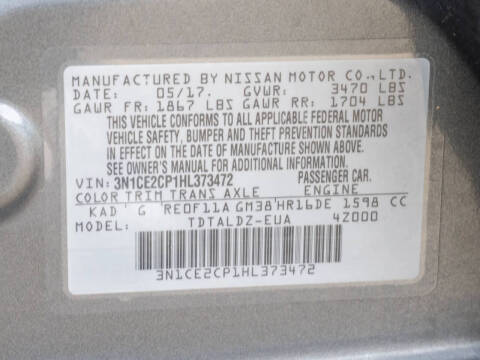 MANUFACTURED BY NISSAN MOTOR CO., LTD.
DATE: 05/17. GVWR: 3470 LBS
GAWR FR: 1867 LBS GAWR RR: 1704 LBS
THIS VEHICLE CONFORMS TO ALL APPLICABLE FEDERAL MOTOR
VEHICLE SAFETY, BUMPER AND THEFT PREVENTION STANDARDS
IN EFFECT ON THE DATE OF MANUFACTURE SHOWN ABOVE.
SEE OWNER'S MANUAL FOR ADDITIONAL INFORMATION.
VIN: 3N1CE2CP1HL373472 PASSENGER CAR.
COLOR TRIM TRANS AXLE ENGINE
KAD G RE0F11A GM38 HR16DE 1598 CC
MODEL: TDTALDZ-EUA 4Z000
3N1CE2CP1HL373472